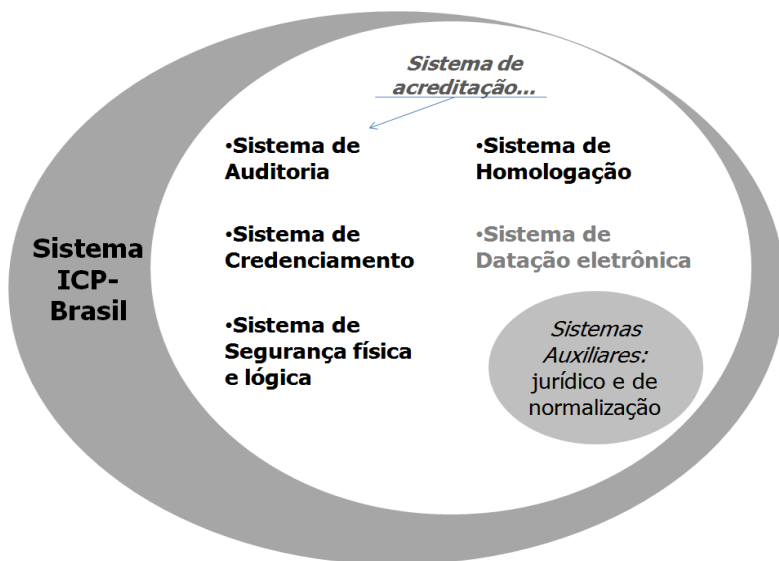 Sistema de
acreditação...
•Sistema de
Auditoria
•Sistema de
Homologação
Sistema
ICP-
Brasil
•Sistema de
Credenciamento
•Sistema de
Datação eletrônica
•Sistema de
Segurança física
e lógica
Sistemas
Auxiliares:
jurídico e de
normalização